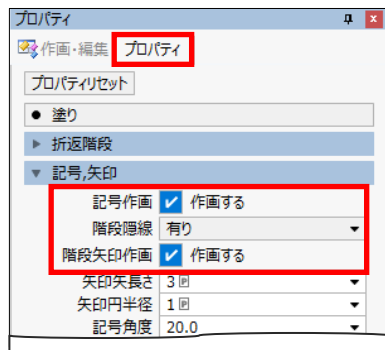 プロパティ
作画・編集 プロパティ
プロパティリセット
● 塗り
▶ 折返階段
▼ 記号,矢印
記号作画 作画する
階段隠線 有り
階段矢印作画 作画する
矢印矢長さ 3 P
矢印円半径 1 P
記号角度 20.0